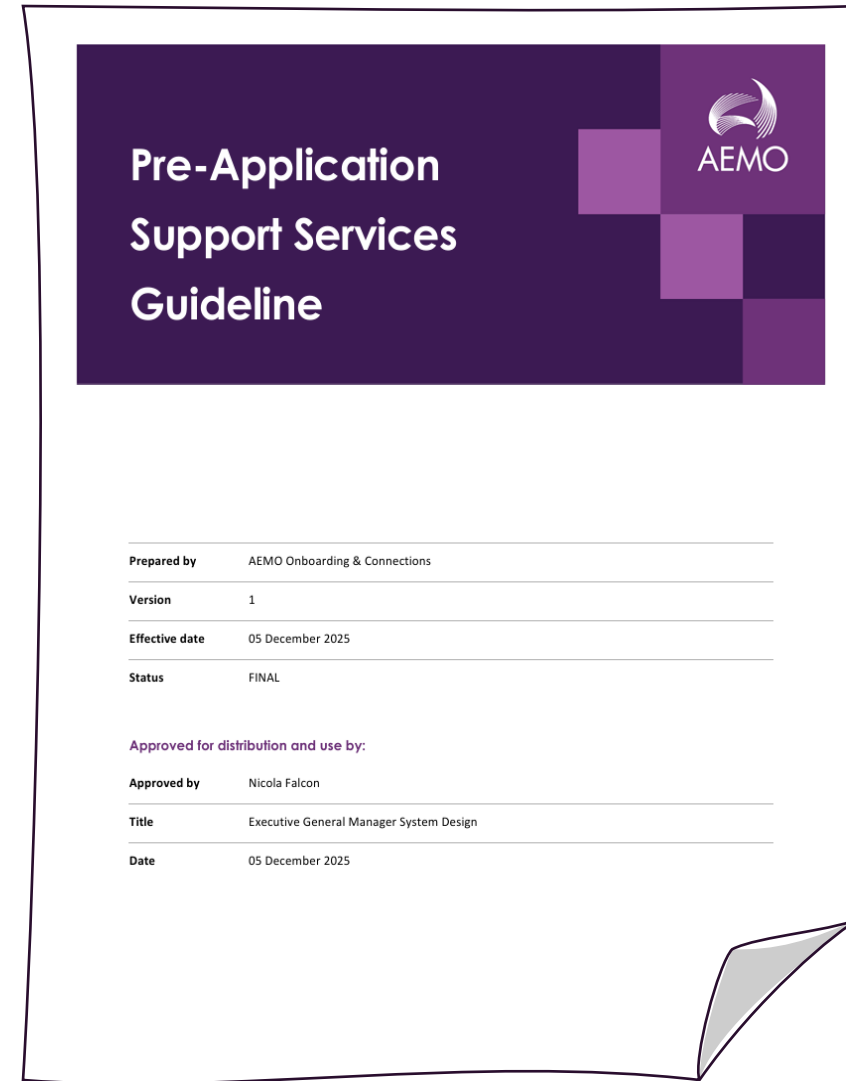 AEMO
Pre-Application
Support Services
Guideline
Prepared by AEMO Onboarding & Connections
Version 1
Effective date 05 December 2025
Status FINAL
Approved for distribution and use by:
Approved by Nicola Falcon
Title Executive General Manager System Design
Date 05 December 2025